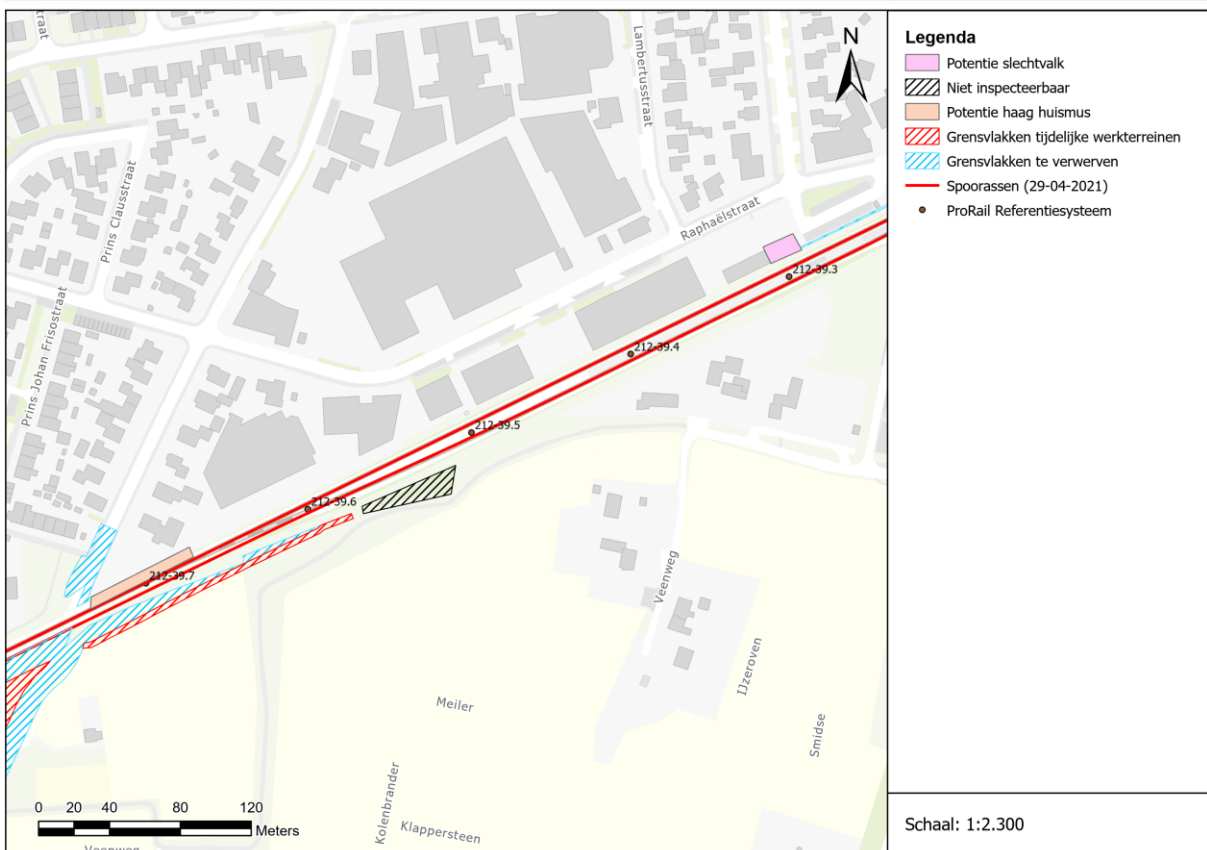 traat
Lambertusstraat
N
Prins Clausstraat
Raphaëlstraat
Prins Johan Frisostraat
212-39.3
212-39.4
212-39.5
212-39.6
212-39.7
Veenweg
IJzeroven
Meiler
Smidse
Kolenbrander
Klappersteen
0 20 40 80 120
Meters
Veenweg
Legenda
Potentie slechtvalk
Niet inspecteerbaar
Potentie haag huismus
Grensvlakken tijdelijke werkterreinen
Grensvlakken te verwerven
Spoorassen (29-04-2021)
ProRail Referentiesysteem
Schaal: 1:2.300